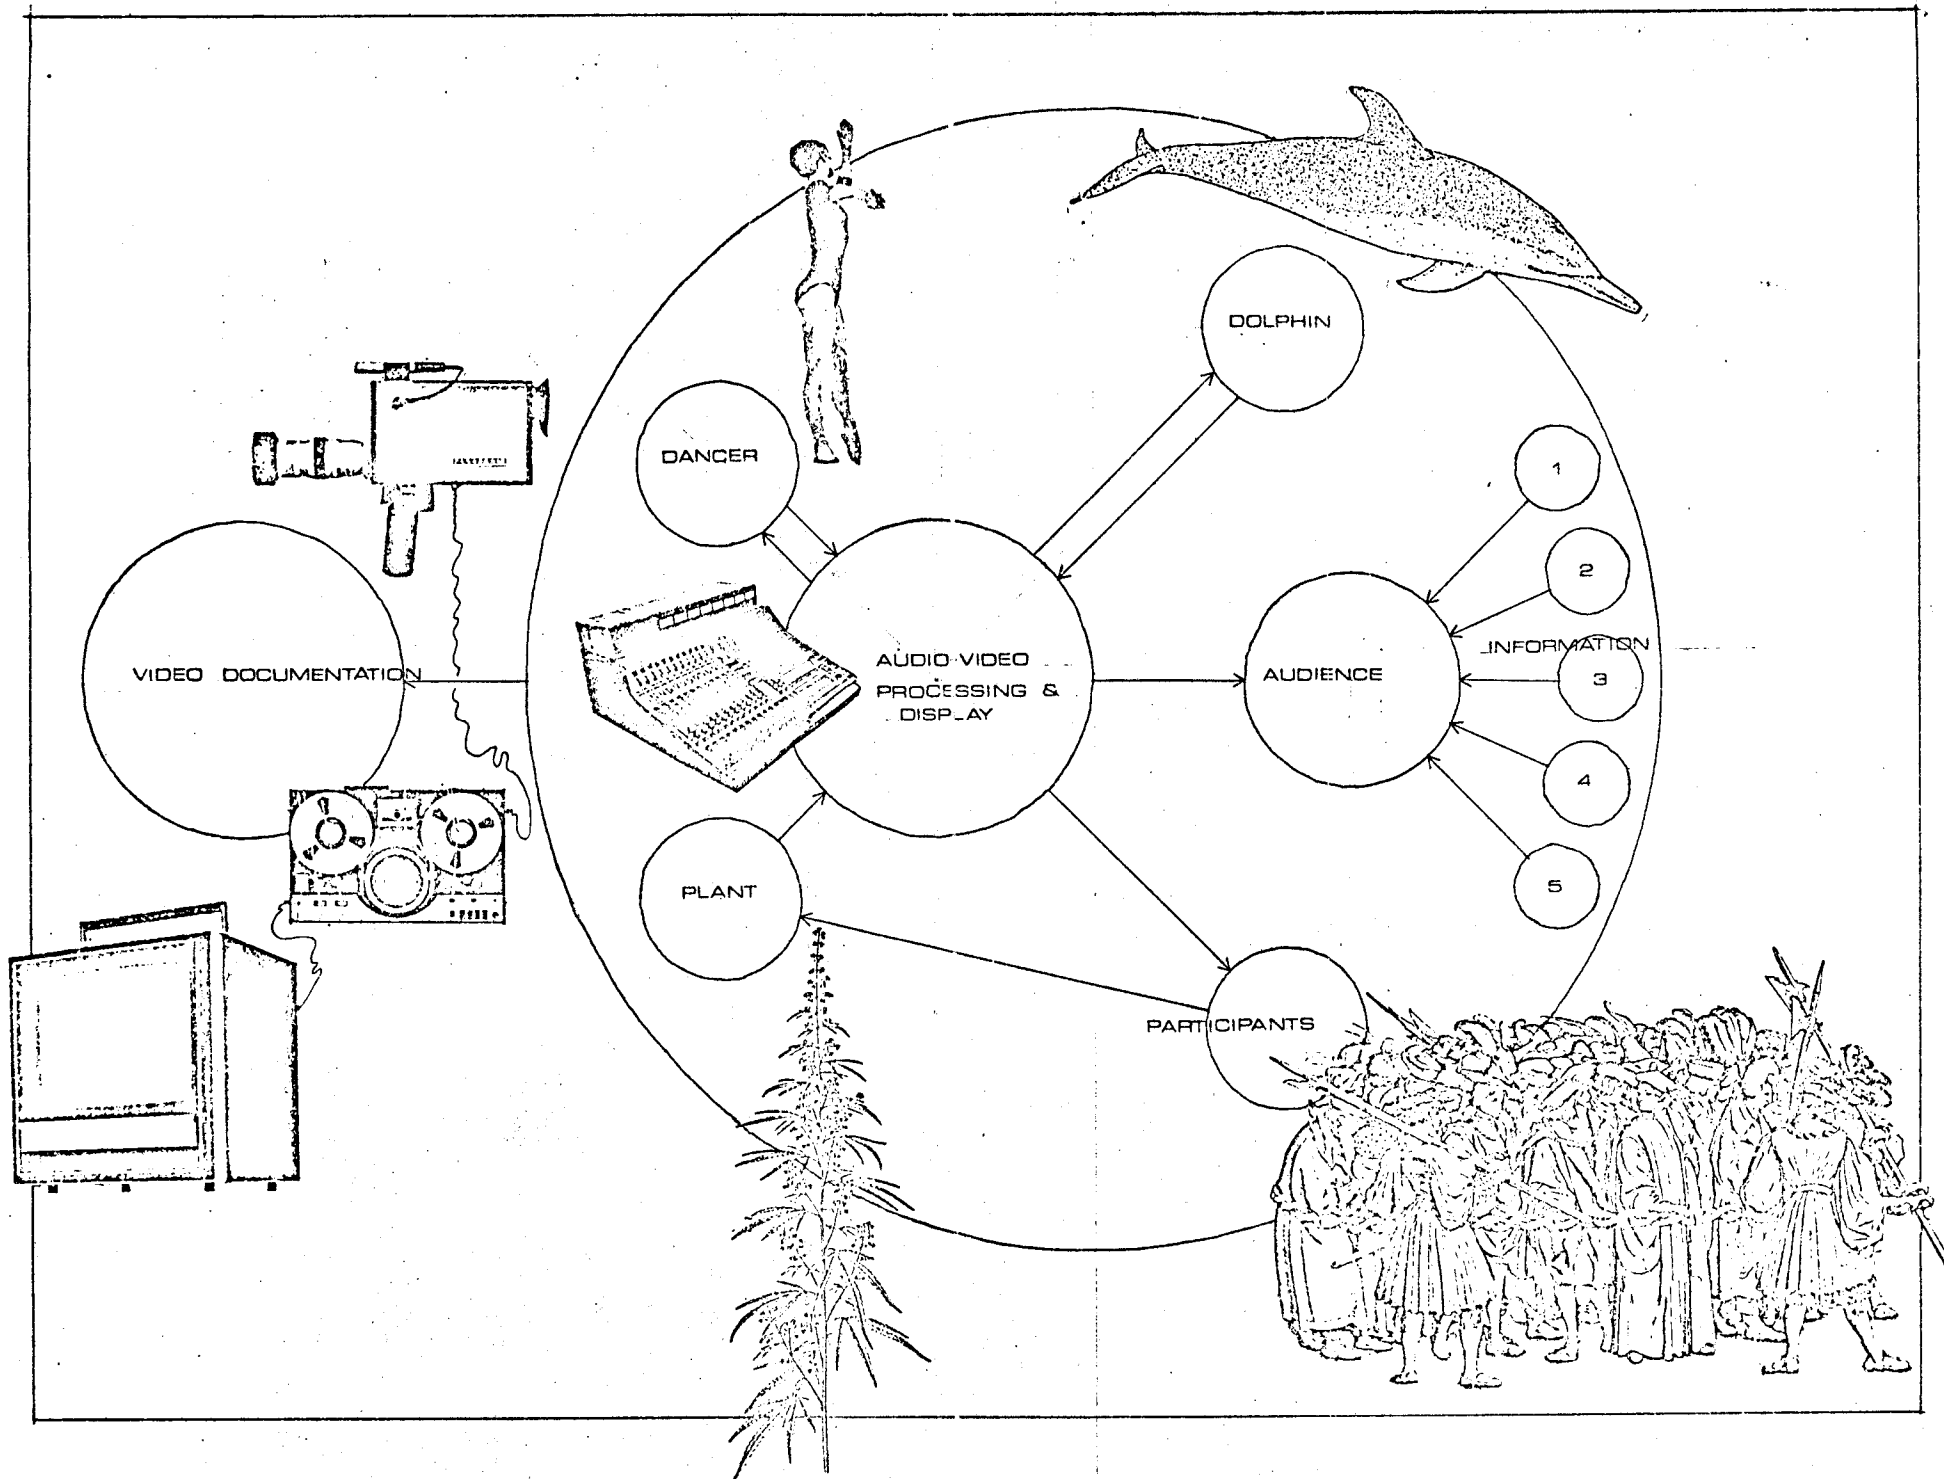 DOLPHIN
DANCER
1
2
INFORMATION
AUDIO VIDEO
PROCESSING &
DISPLAY
VIDEO DOCUMENTATION
AUDIENCE
3
4
PLANT
5
PARTICIPANTS